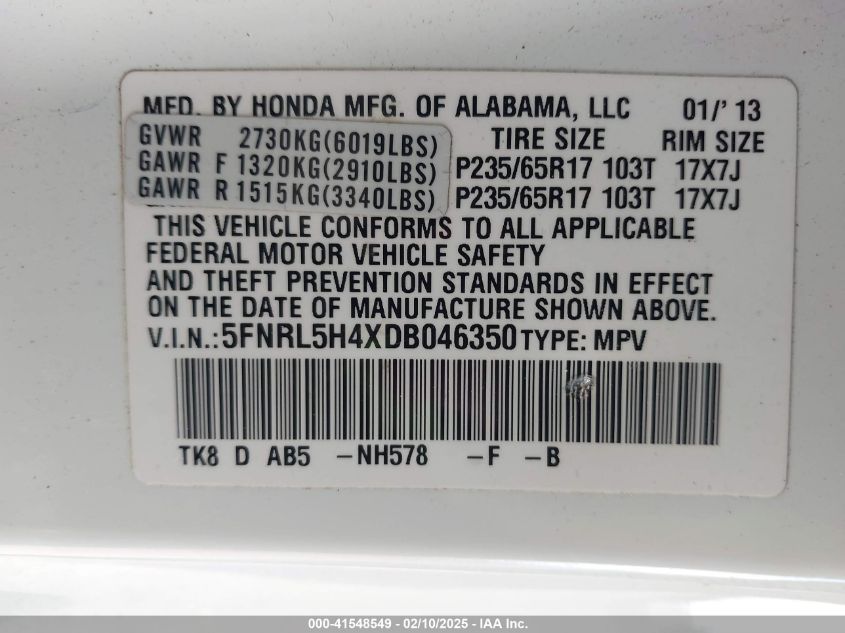 MFD. BY HONDA MFG. OF ALABAMA, LLC 01/' 13
GVWR 2730KG(6019LBS) TIRE SIZE RIM SIZE
GAWR F 1320KG(2910LBS) P235/65R17 103T 17X7J
GAWR R 1515KG(3340LBS) P235/65R17 103T 17X7J
THIS VEHICLE CONFORMS TO ALL APPLICABLE
FEDERAL MOTOR VEHICLE SAFETY
AND THEFT PREVENTION STANDARDS IN EFFECT
ON THE DATE OF MANUFACTURE SHOWN ABOVE.
V.I.N.:5FNRL5H4XDB046350 TYPE: MPV
TK8 D AB5 -NH578 -F -B
000-41548549 - 02/10/2025 - IAA Inc.